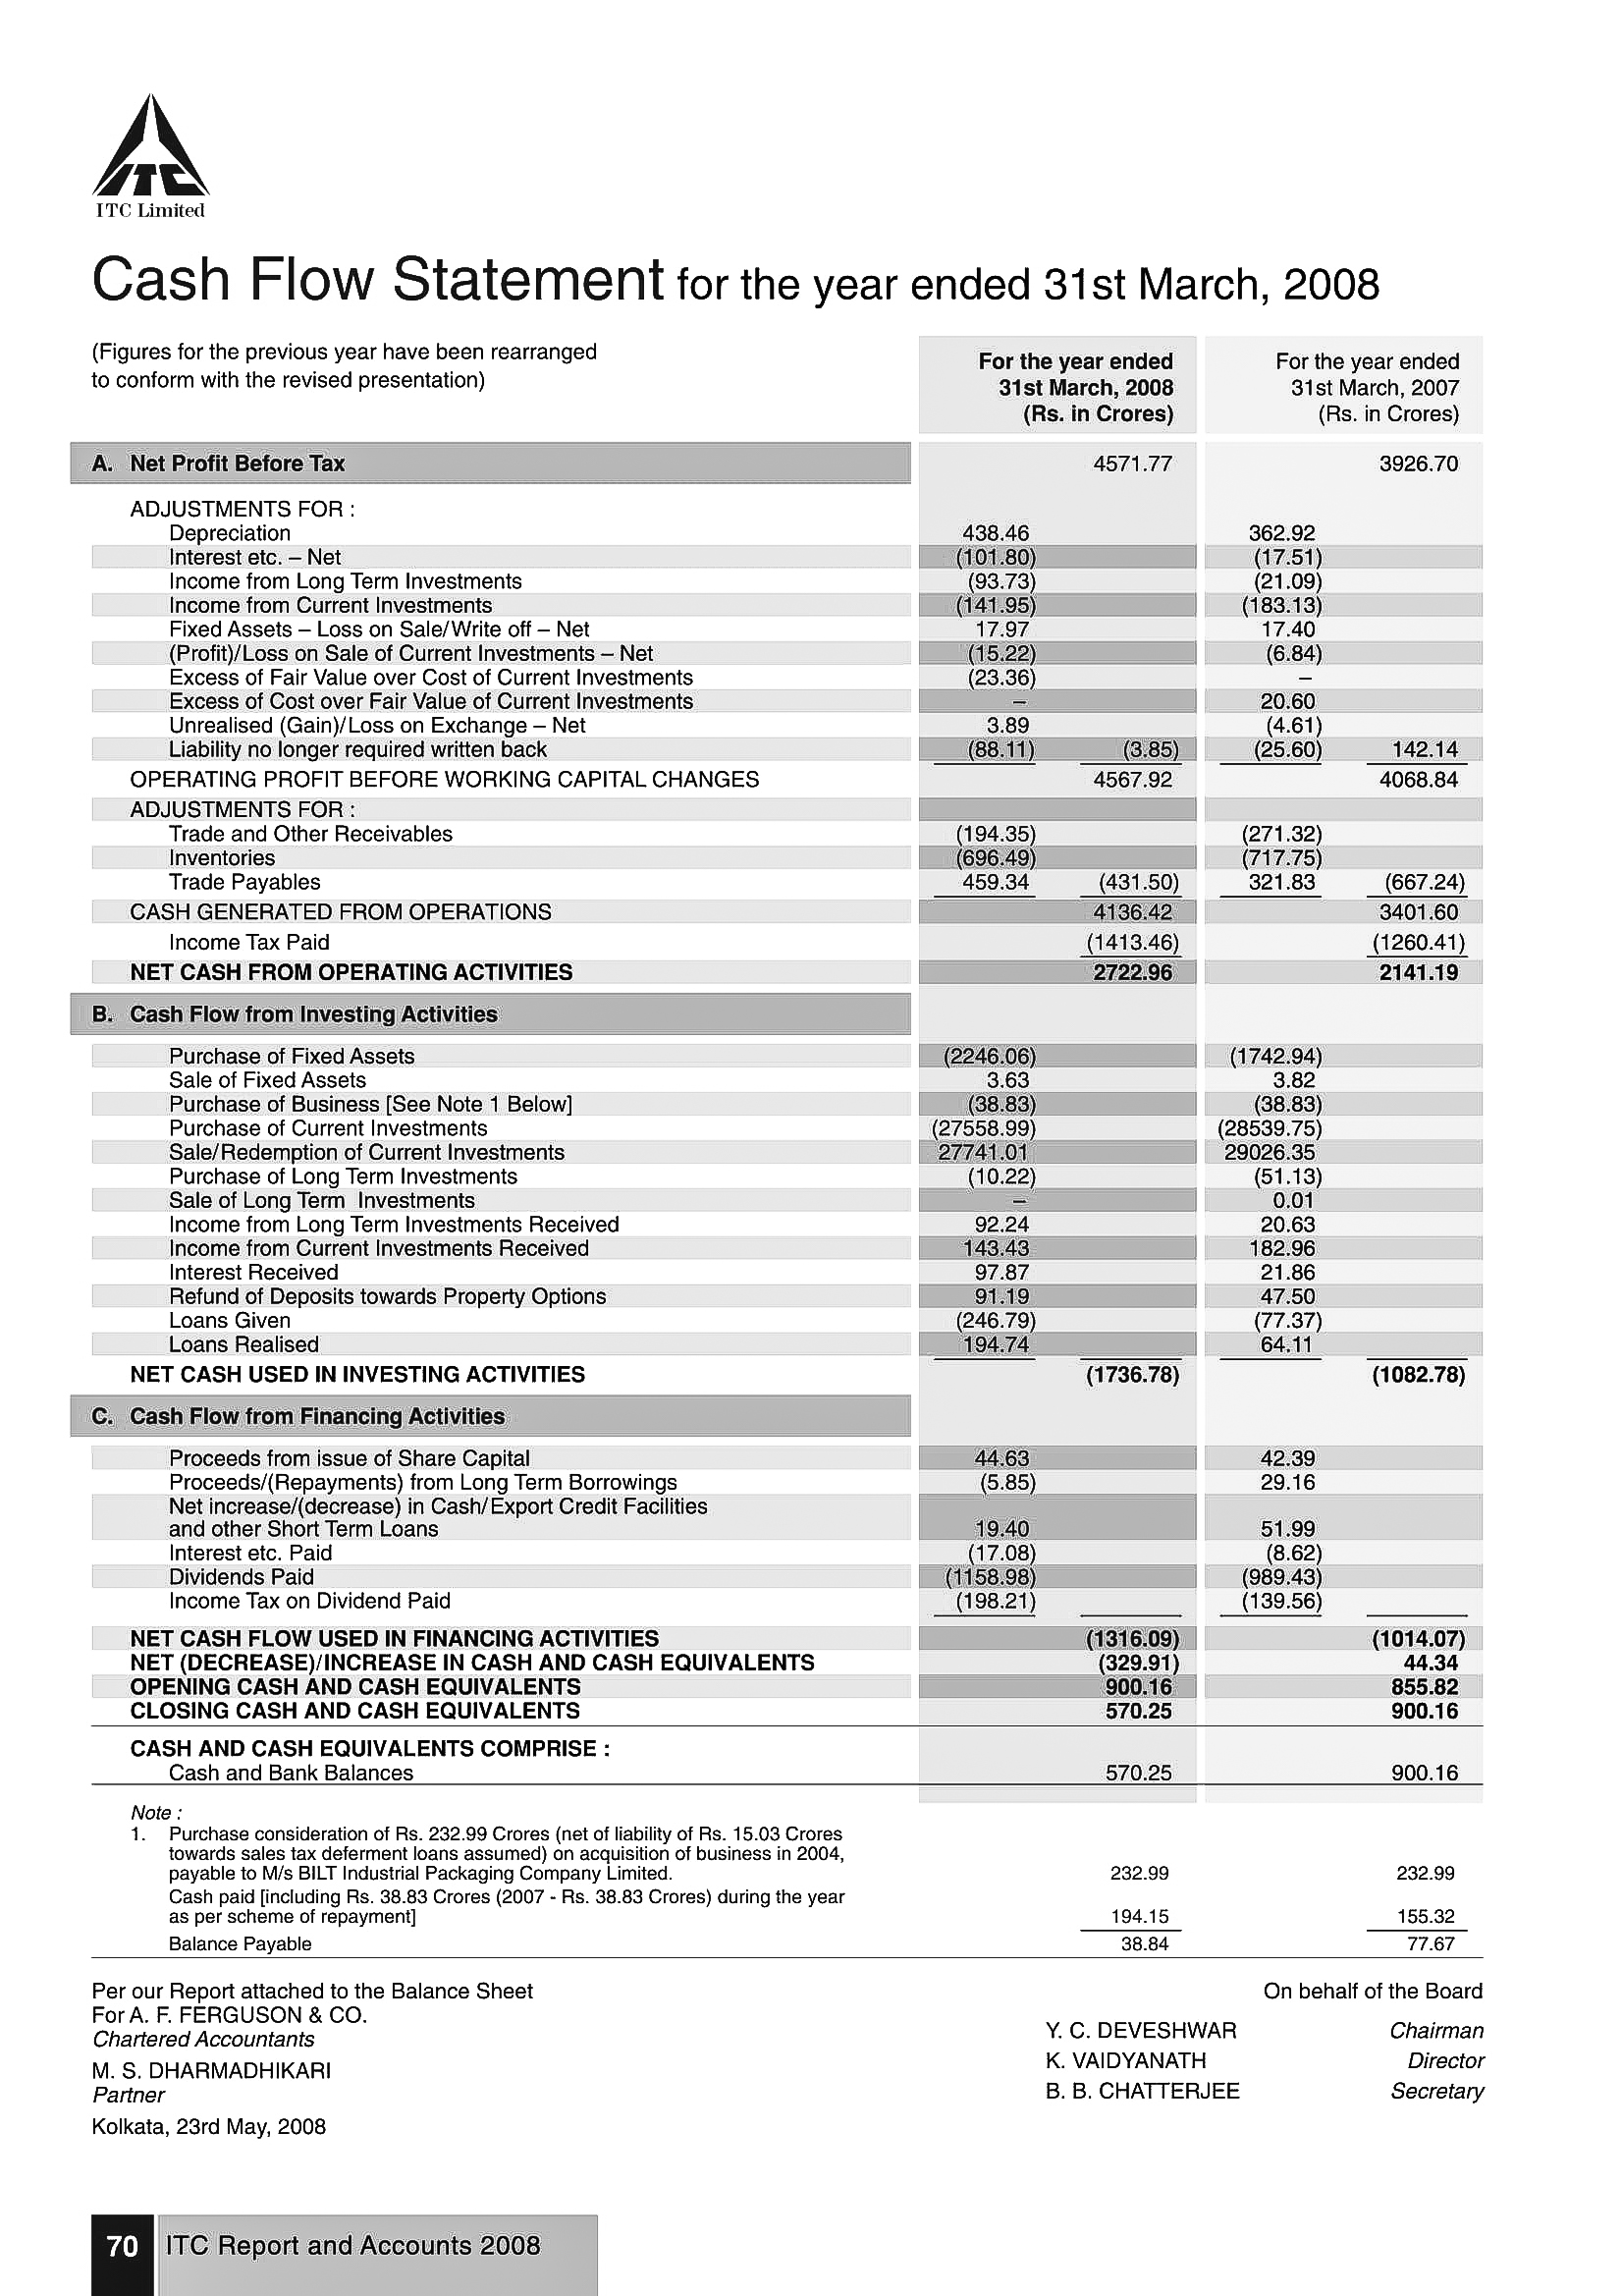 ITC
ITC Limited
Cash Flow Statement for the year ended 31st March, 2008
(Figures for the previous year have been rearranged
to conform with the revised presentation)
For the year ended
31st March, 2008
(Rs. in Crores)
For the year ended
31st March, 2007
(Rs. in Crores)
A. Net Profit Before Tax 4571.77 3926.70
ADJUSTMENTS FOR :
Depreciation 438.46 362.92
Interest etc. – Net (101.80) (17.51)
Income from Long Term Investments (93.73) (21.09)
Income from Current Investments (141.95) (183.13)
Fixed Assets – Loss on Sale/Write off – Net 17.97 17.40
(Profit)/Loss on Sale of Current Investments – Net (15.22) (6.84)
Excess of Fair Value over Cost of Current Investments (23.36) –
Excess of Cost over Fair Value of Current Investments – 20.60
Unrealised (Gain)/Loss on Exchange – Net 3.89 (4.61)
Liability no longer required written back (88.11) (3.85) (25.60) 142.14
OPERATING PROFIT BEFORE WORKING CAPITAL CHANGES 4567.92 4068.84
ADJUSTMENTS FOR :
Trade and Other Receivables (194.35) (271.32)
Inventories (696.49) (717.75)
Trade Payables 459.34 (431.50) 321.83 (667.24)
CASH GENERATED FROM OPERATIONS 4136.42 3401.60
Income Tax Paid (1413.46) (1260.41)
NET CASH FROM OPERATING ACTIVITIES 2722.96 2141.19
B. Cash Flow from Investing Activities
Purchase of Fixed Assets (2246.06) (1742.94)
Sale of Fixed Assets 3.63 3.82
Purchase of Business [See Note 1 Below] (38.83) (38.83)
Purchase of Current Investments (27558.99) (28539.75)
Sale/Redemption of Current Investments 27741.01 29026.35
Purchase of Long Term Investments (10.22) (51.13)
Sale of Long Term Investments – 0.01
Income from Long Term Investments Received 92.24 20.63
Income from Current Investments Received 143.43 182.96
Interest Received 97.87 21.86
Refund of Deposits towards Property Options 91.19 47.50
Loans Given (246.79) (77.37)
Loans Realised 194.74 64.11
NET CASH USED IN INVESTING ACTIVITIES (1736.78) (1082.78)
C. Cash Flow from Financing Activities
Proceeds from issue of Share Capital 44.63 42.39
Proceeds/(Repayments) from Long Term Borrowings (5.85) 29.16
Net increase/(decrease) in Cash/Export Credit Facilities
and other Short Term Loans 19.40 51.99
Interest etc. Paid (17.08) (8.62)
Dividends Paid (1158.98) (989.43)
Income Tax on Dividend Paid (198.21) (139.56)
NET CASH FLOW USED IN FINANCING ACTIVITIES (1316.09) (1014.07)
NET (DECREASE)/INCREASE IN CASH AND CASH EQUIVALENTS (329.91) 44.34
OPENING CASH AND CASH EQUIVALENTS 900.16 855.82
CLOSING CASH AND CASH EQUIVALENTS 570.25 900.16
CASH AND CASH EQUIVALENTS COMPRISE :
Cash and Bank Balances 570.25 900.16
Note :
1. Purchase consideration of Rs. 232.99 Crores (net of liability of Rs. 15.03 Crores
towards sales tax deferment loans assumed) on acquisition of business in 2004,
payable to M/s BILT Industrial Packaging Company Limited. 232.99 232.99
Cash paid [including Rs. 38.83 Crores (2007 - Rs. 38.83 Crores) during the year
as per scheme of repayment] 194.15 155.32
Balance Payable 38.84 77.67
Per our Report attached to the Balance Sheet
For A. F. FERGUSON & CO.
Chartered Accountants
M. S. DHARMADHIKARI
Partner
Kolkata, 23rd May, 2008
On behalf of the Board
Y. C. DEVESHWAR Chairman
K. VAIDYANATH Director
B. B. CHATTERJEE Secretary
70 ITC Report and Accounts 2008